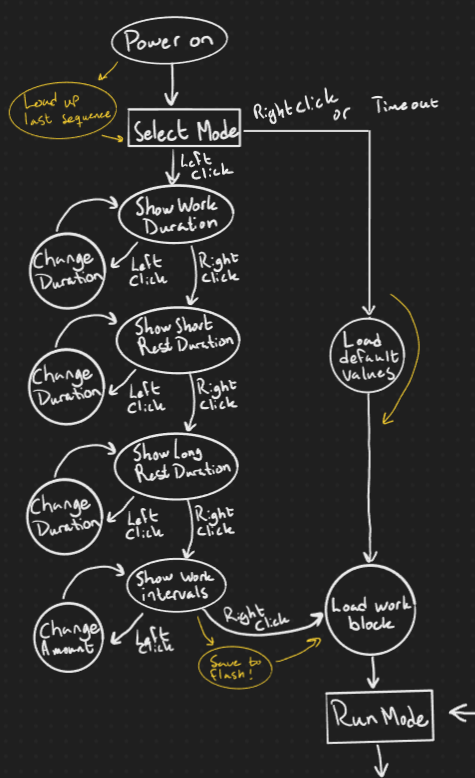 Power on
Load up
last sequence
Select Mode
Right Click
or
Timeout
Left
Click
Show Work
Duration
Change
Duration
Left
Click
Right
Click
Show Short
Rest Duration
Load
default
values
Change
Duration
Left
Click
Right
Click
Show Long
Rest Duration
Change
Duration
Left
Click
Right
Click
Show Work
intervals
Right
Click
Load work
block
Change
Amount
Left
Click
Save to
flash!
Run Mode